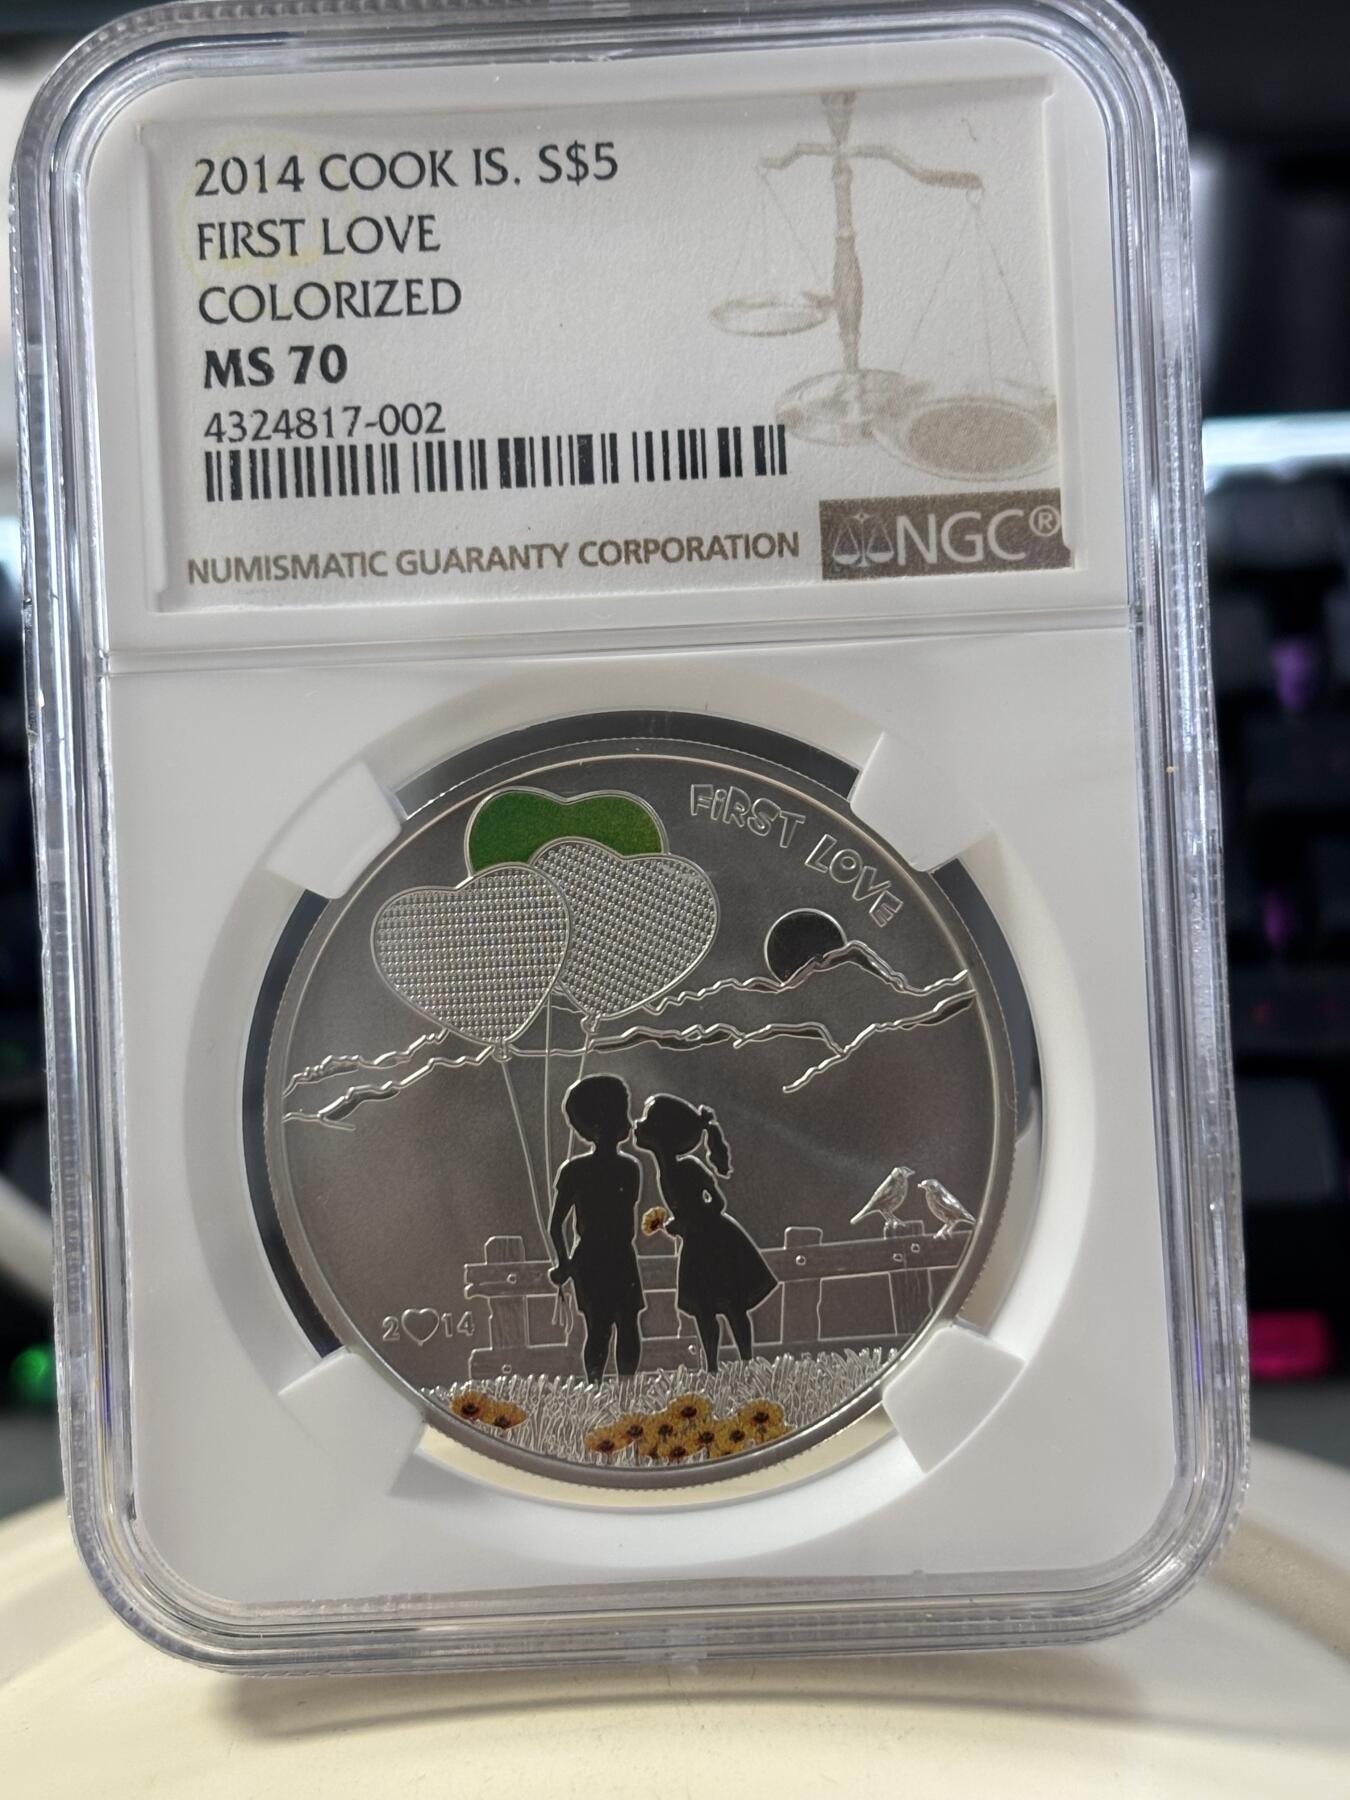 2014 COOK IS. S$5
FIRST LOVE
COLORIZED
MS 70
4324817-002
NUMISMATIC GUARANTY CORPORATION
NGC®
FiRST LOVE
2♡14